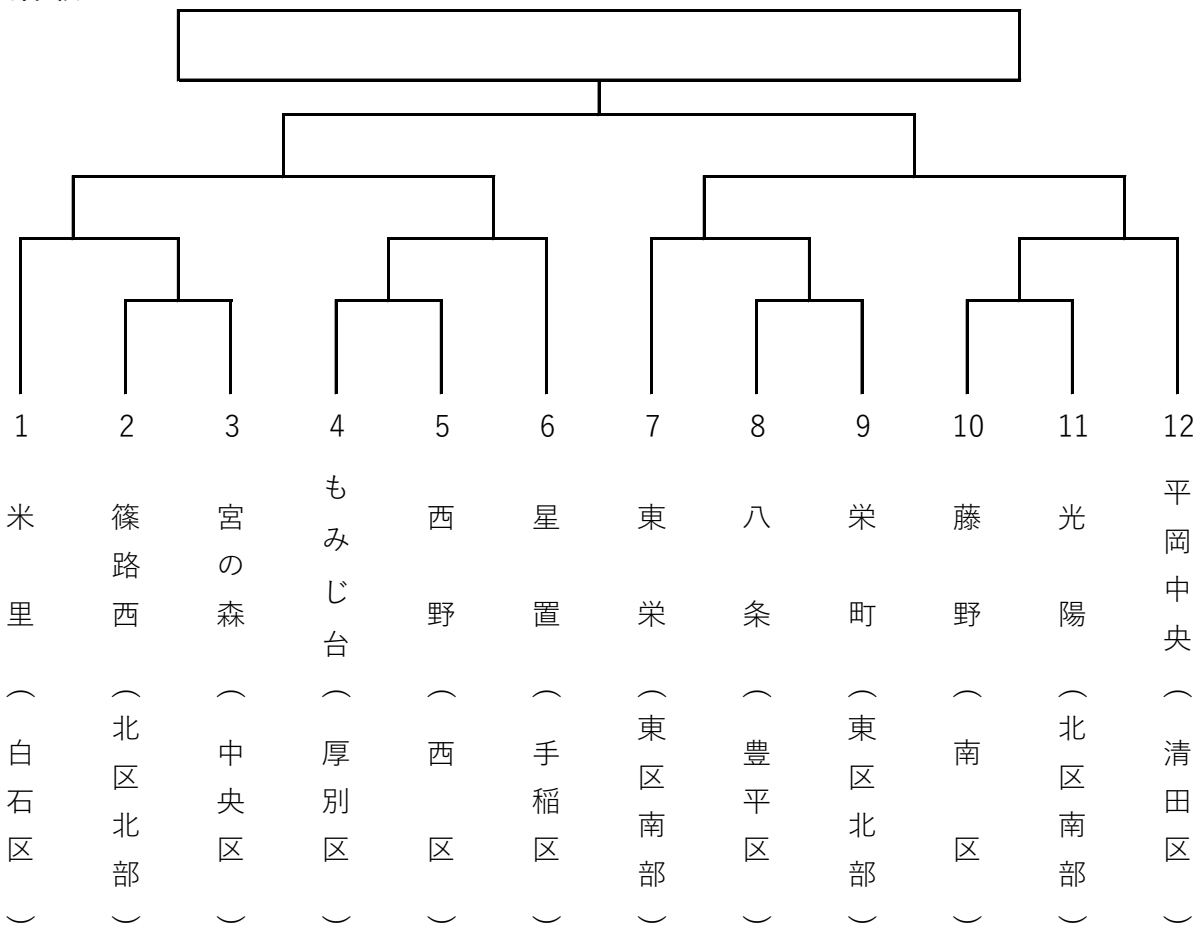 1
2
3
4
5
6
7
8
9
10
11
12
米里（白石区）
篠路西（北区北部）
宮の森（中央区）
もみじ台（厚別区）
西野（西区）
星置（手稲区）
東栄（東区南部）
八条（豊平区）
栄町（東区北部）
藤野（南区）
光陽（北区南部）
平岡中央（清田区）